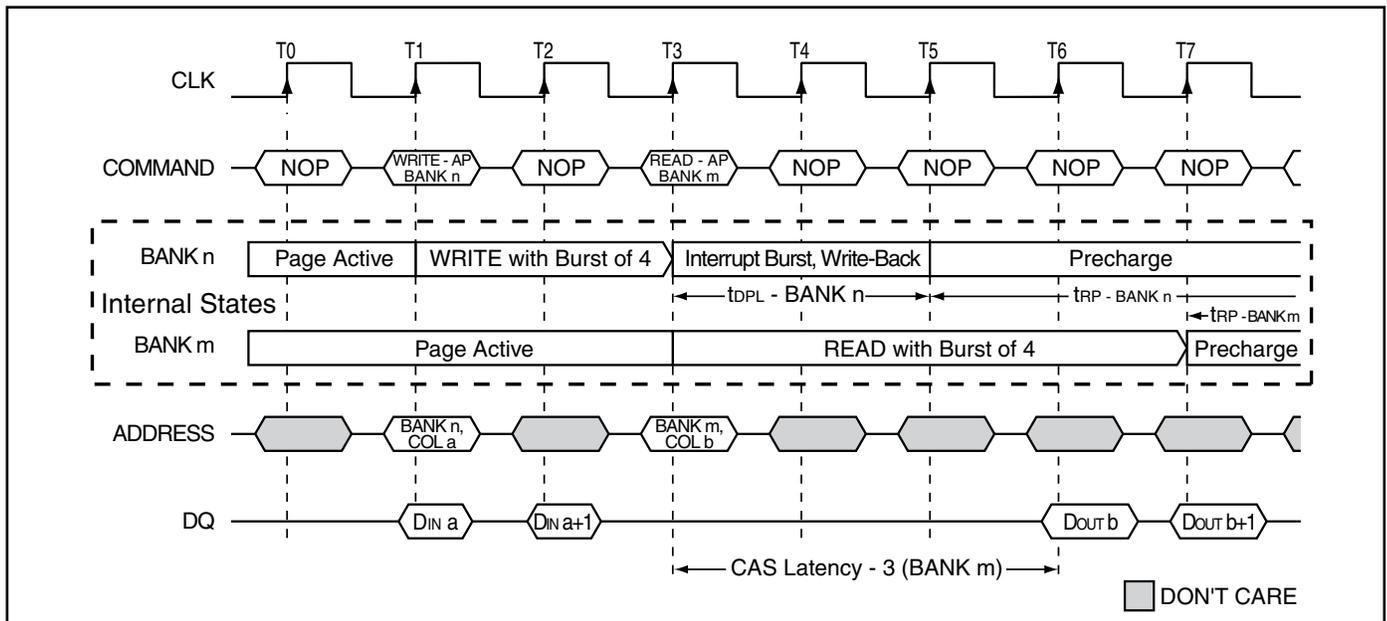 T0 T1 T2 T3 T4 T5 T6 T7
CLK
COMMAND NOP WRITE - AP BANK n NOP READ - AP BANK m NOP NOP NOP NOP
BANK n Page Active WRITE with Burst of 4 Interrupt Burst, Write-Back Precharge
tDPL - BANK n tRP - BANK n
Internal States
tRP - BANK m
BANK m Page Active READ with Burst of 4 Precharge
ADDRESS BANK n, COL a BANK m, COL b
DQ DIN a DIN a+1 DOUT b DOUT b+1
CAS Latency - 3 (BANK m)
DON'T CARE